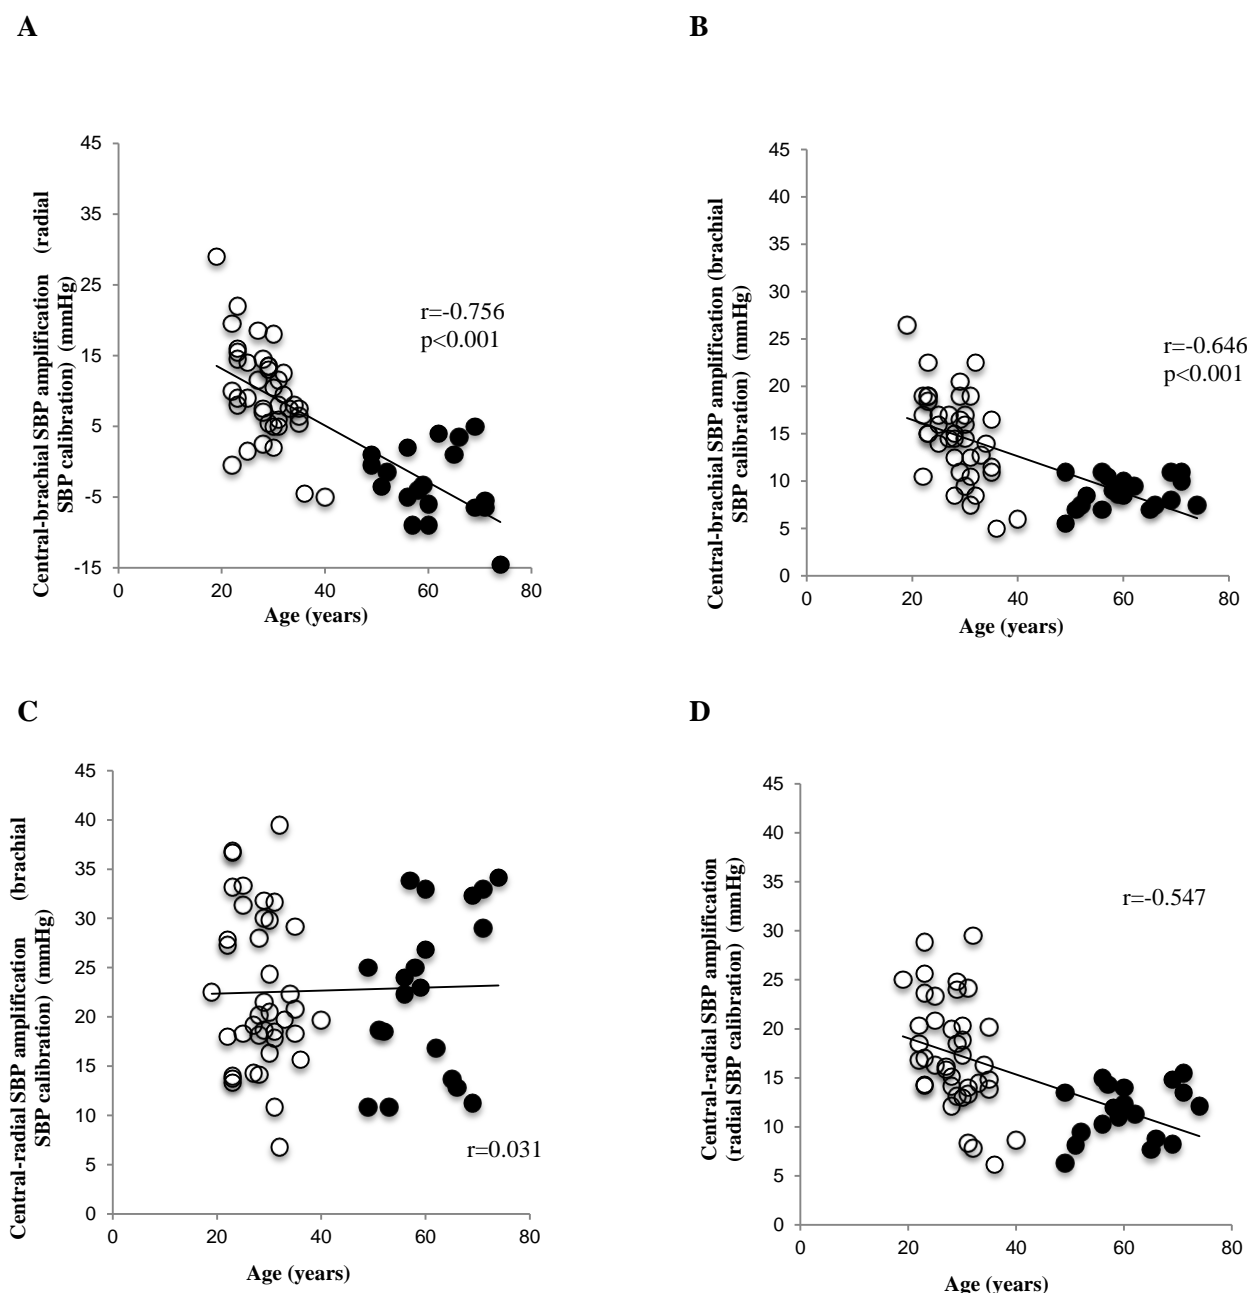 A
B
45
35
25
15
5
-5
-15
0
20
40
60
80
Central-brachial SBP amplification (radial
SBP calibration) (mmHg)
r=-0.756
p<0.001
Age (years)
45
40
35
30
25
20
15
10
5
0
0
20
40
60
80
Central-brachial SBP amplification (brachial
SBP calibration) (mmHg)
r=-0.646
p<0.001
Age (years)
C
D
45
40
35
30
25
20
15
10
5
0
0
20
40
60
80
Central-radial SBP amplification (brachial
SBP calibration) (mmHg)
r=0.031
Age (years)
45
40
35
30
25
20
15
10
5
0
0
20
40
60
80
Central-radial SBP amplification
(radial SBP calibration) (mmHg)
r=-0.547
Age (years)